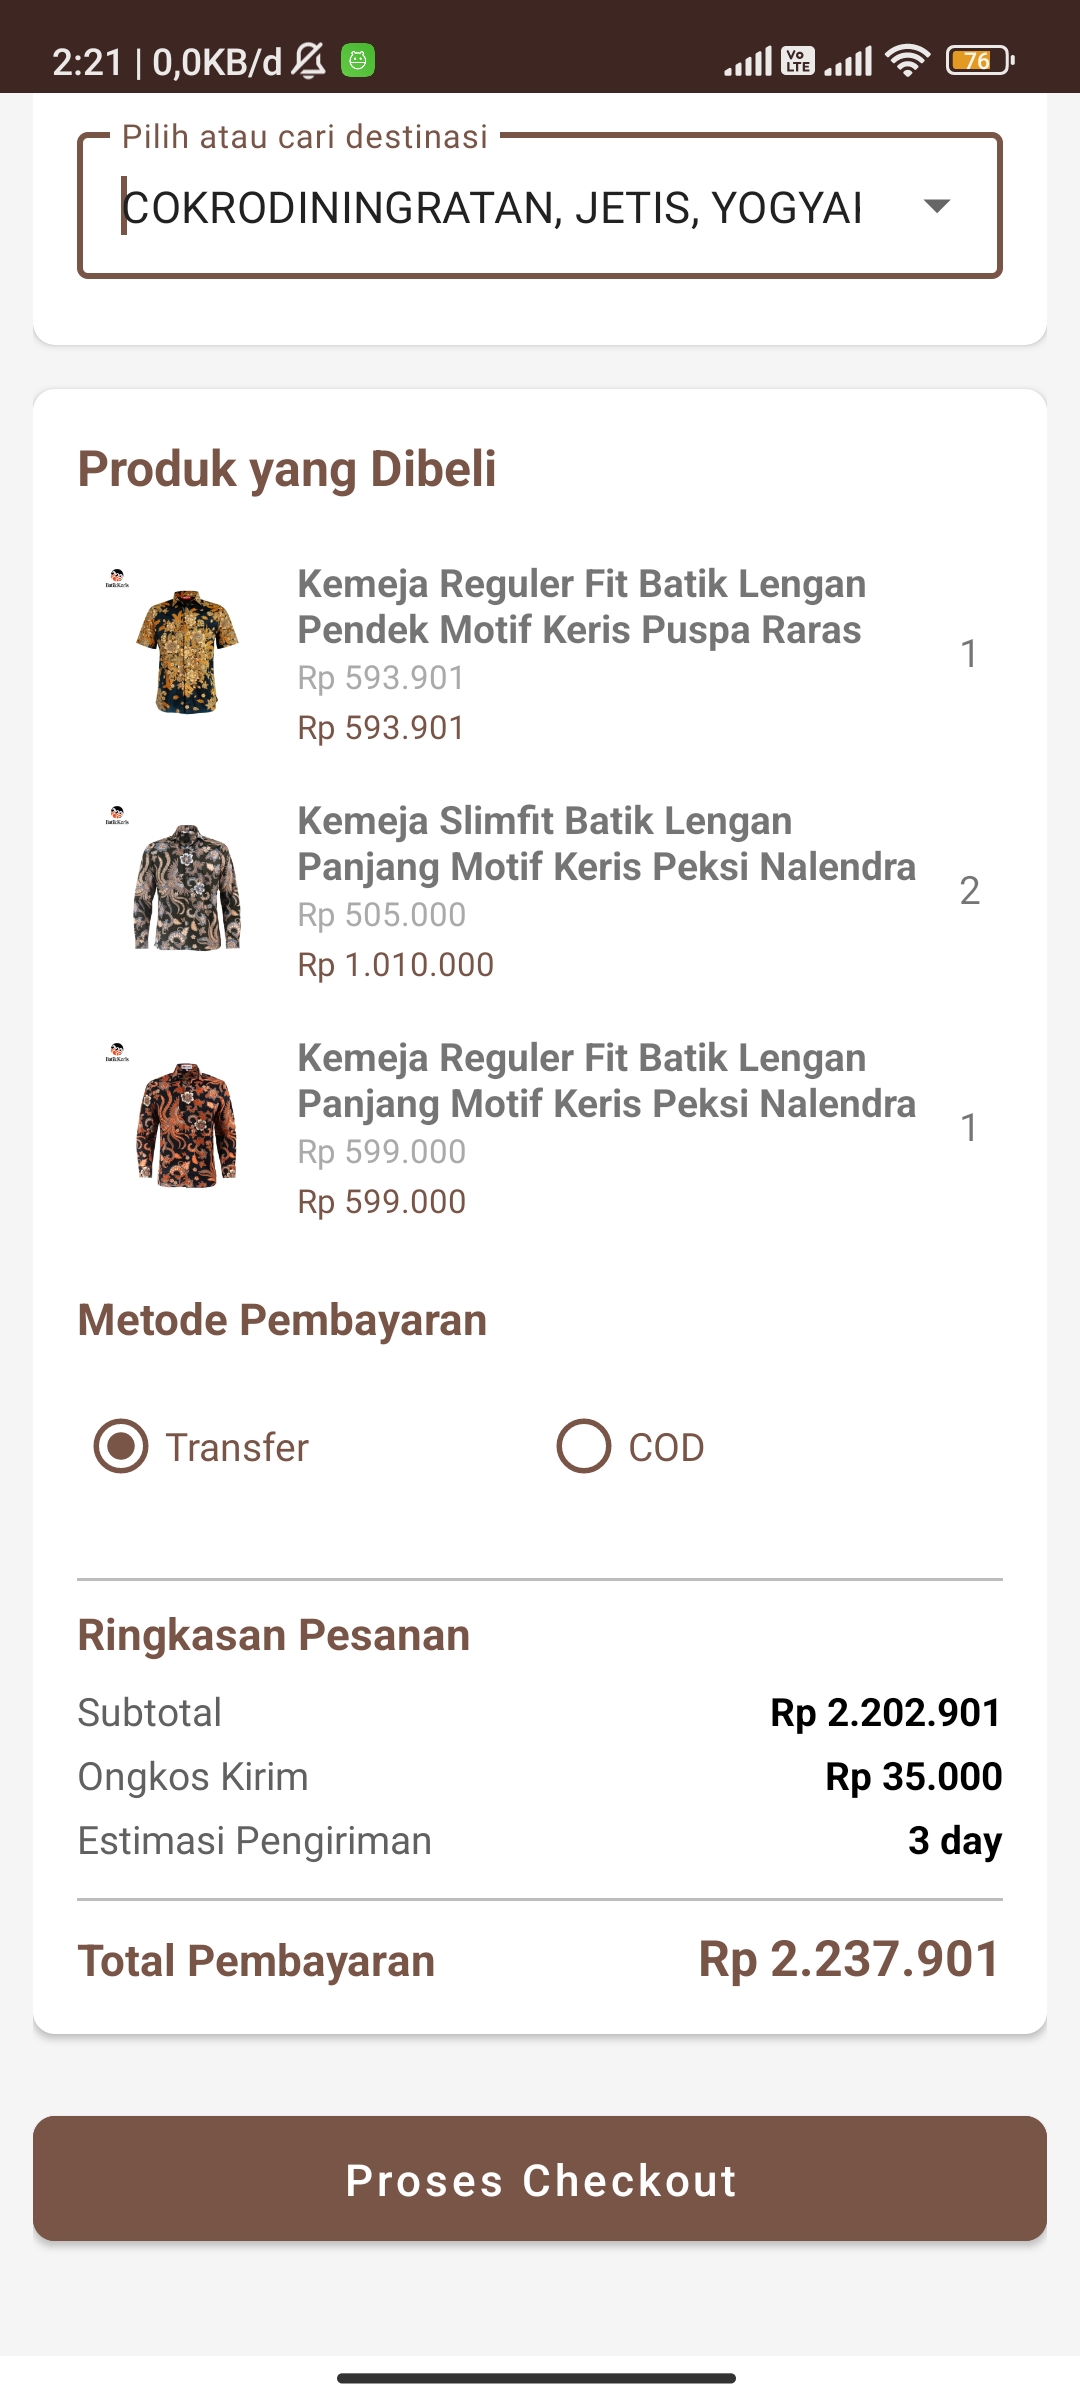 2:21 | 0,0KB/d
Vo
LTE
76
Pilih atau cari destinasi
COKRODININGRATAN, JETIS,
Produk yang Dibeli
Kemeja Reguler Fit Batik Lengan
Pendek Motif Keris Puspa Raras
Rp 593.901
Rp 593.901
1
Kemeja Slimfit Batik Lengan
Panjang Motif Keris Peksi Nalendra
Rp 505.000
Rp 1.010.000
2
Kemeja Reguler Fit Batik Lengan
Panjang Motif Keris Peksi Nalendra
Rp 599.000
Rp 599.000
1
Metode Pembayaran
Transfer
COD
Ringkasan Pesanan
Subtotal Rp 2.202.901
Ongkos Kirim Rp 35.000
Estimasi Pengiriman 3 day
Total Pembayaran Rp 2.237.901
Proses Checkout